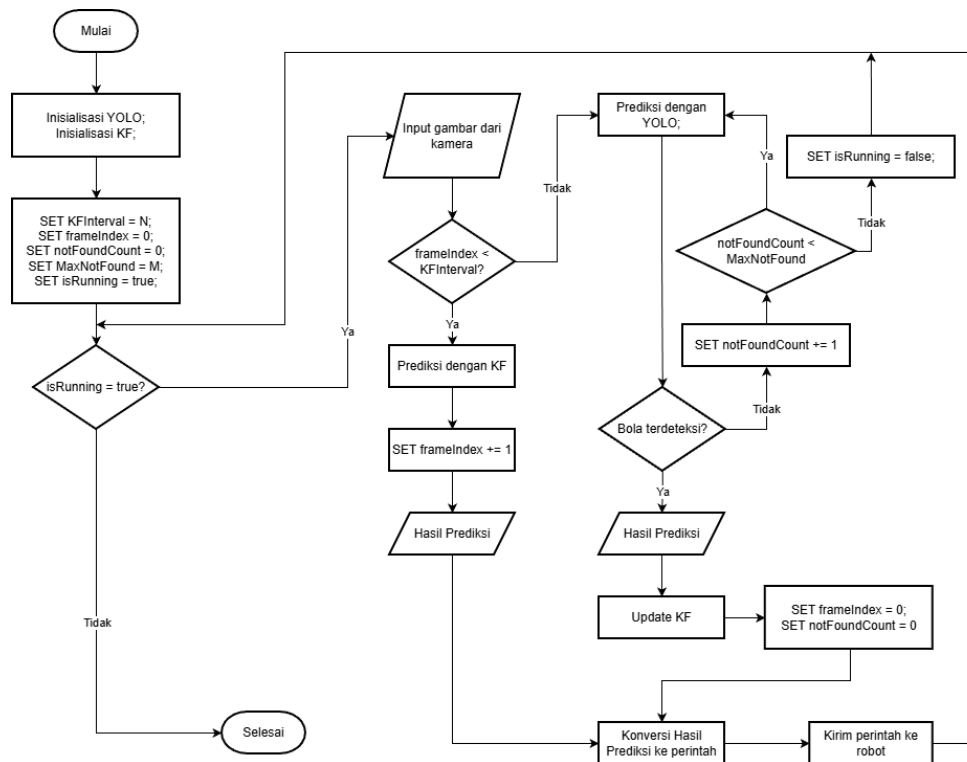 Mulai
Inisialisasi YOLO;
Inisialisasi KF;
SET KFInterval = N;
SET frameIndex = 0;
SET notFoundCount = 0;
SET MaxNotFound = M;
SET isRunning = true;
isRunning = true?
Ya
Tidak
Selesai
Input gambar dari
kamera
frameIndex <
KFInterval?
Tidak
Ya
Prediksi dengan KF
SET frameIndex += 1
Hasil Prediksi
Prediksi dengan
YOLO;
Bola terdeteksi?
Tidak
Ya
SET notFoundCount += 1
notFoundCount <
MaxNotFound
Ya
Tidak
SET isRunning = false;
Hasil Prediksi
Update KF
SET frameIndex = 0;
SET notFoundCount = 0
Konversi Hasil
Prediksi ke perintah
Kirim perintah ke
robot